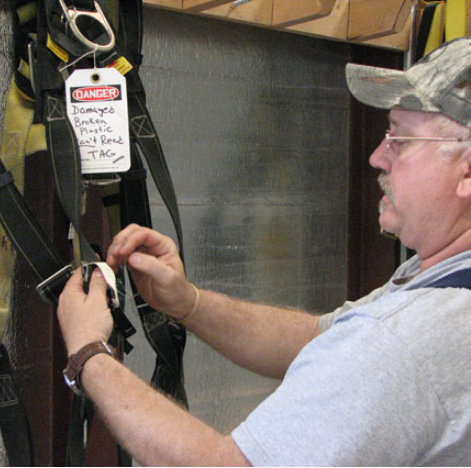 DANGER
Damaged
Broken
Plastic
Can't Read
TAG